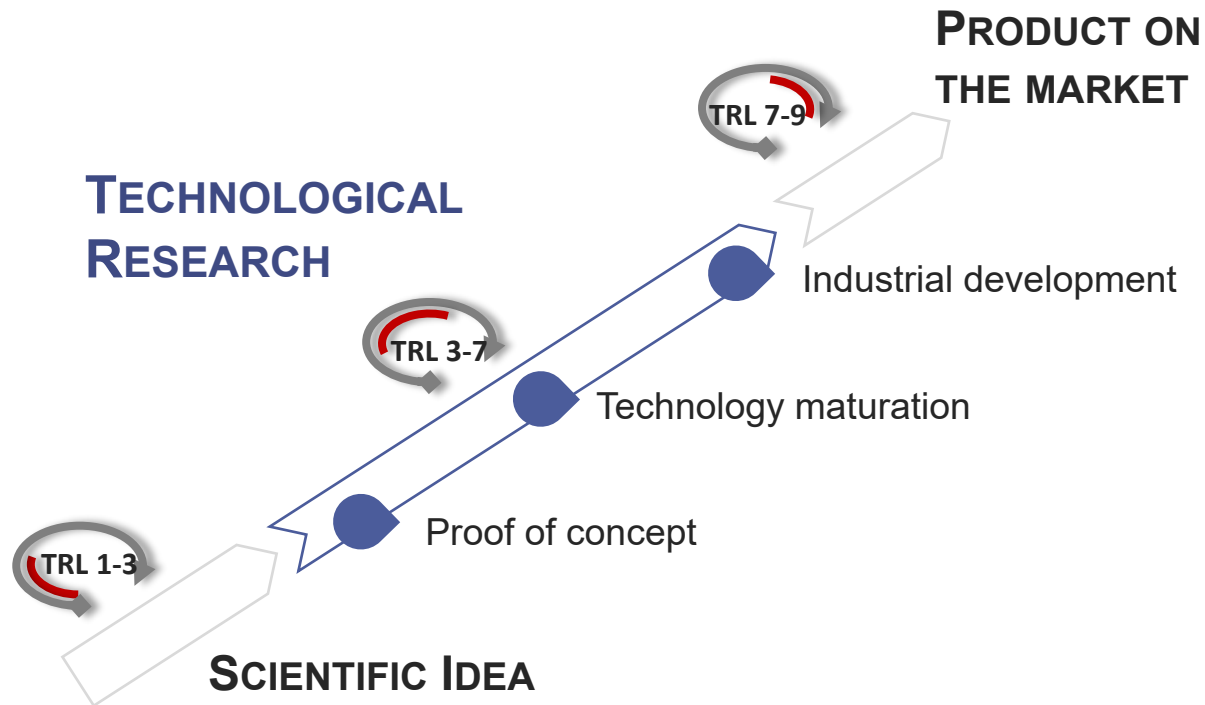 PRODUCT ON
THE MARKET
TRL 7-9
TECHNOLOGICAL
RESEARCH
Industrial development
TRL 3-7
Technology maturation
Proof of concept
TRL 1-3
SCIENTIFIC IDEA